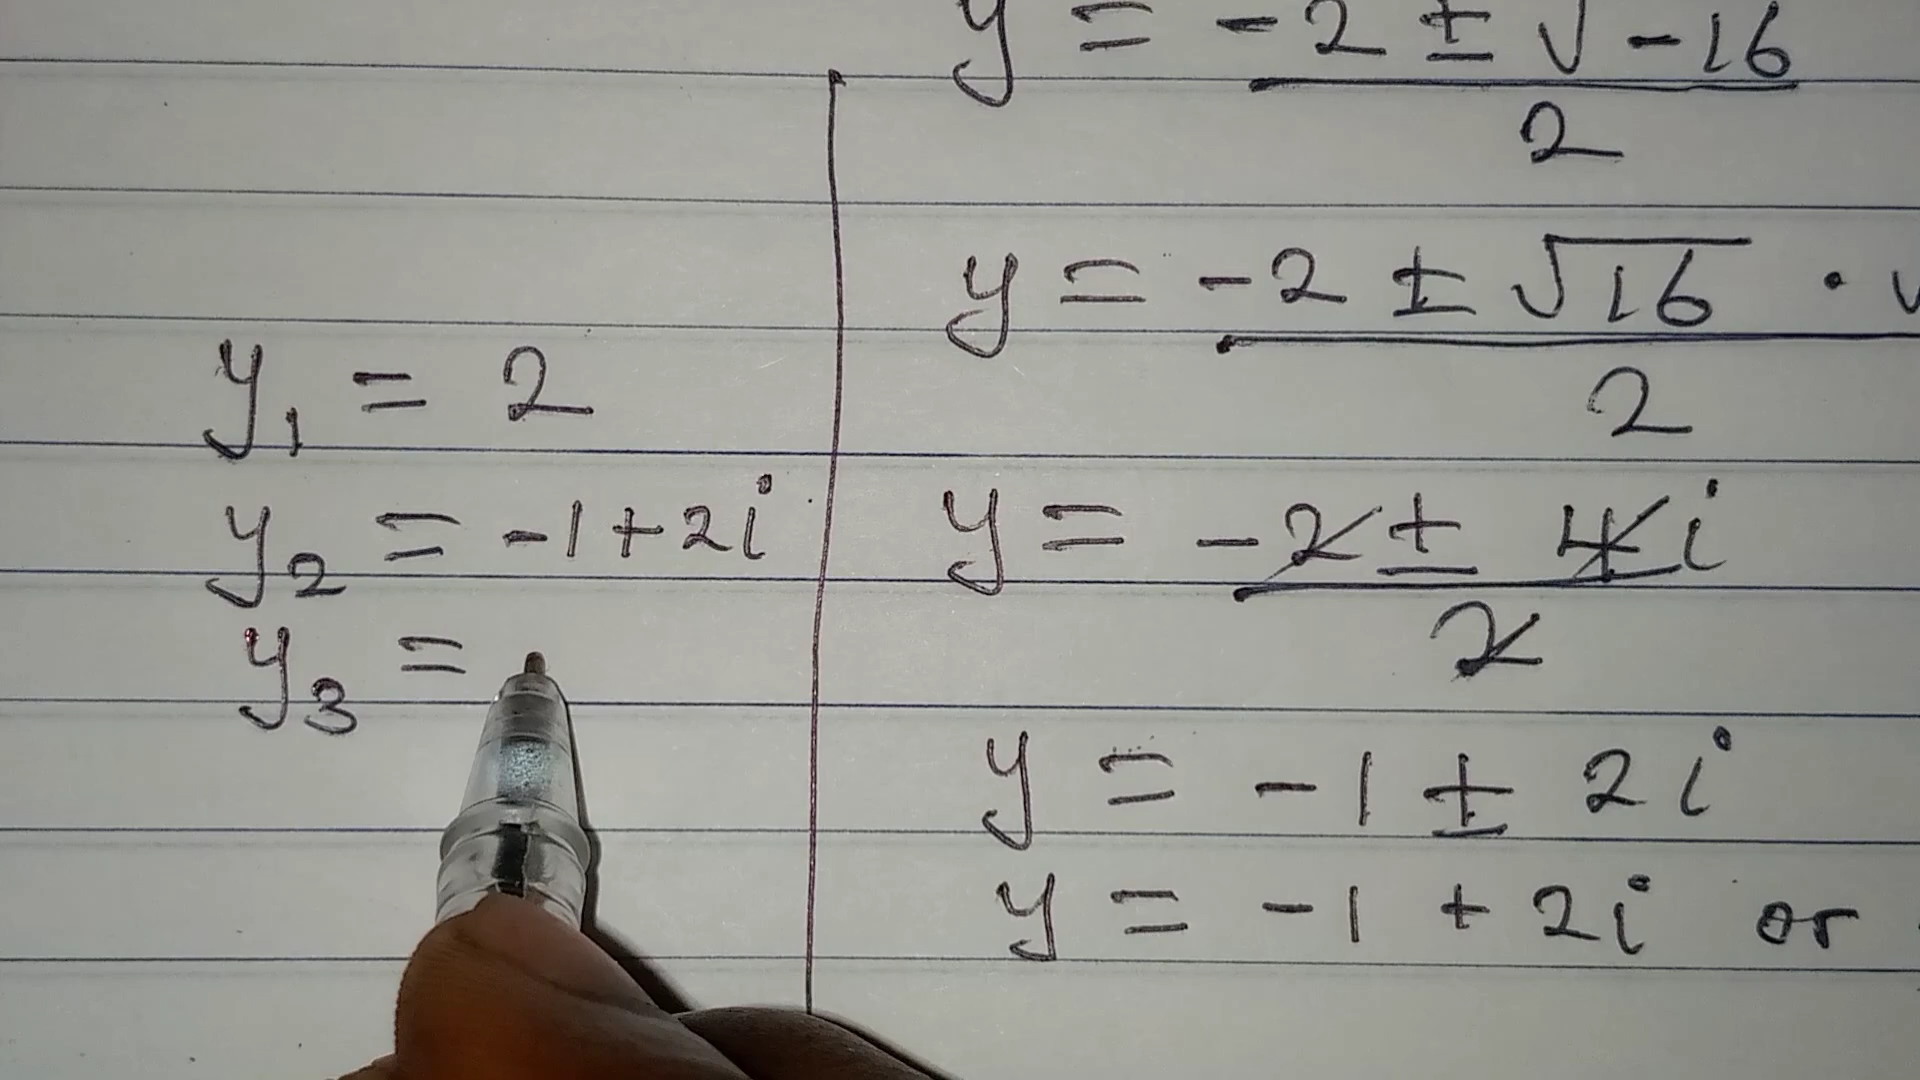 y₁ = 2
y₂ = -1+2i
y₃ =
y = -2 ± √-16
2
y = -2 ± √16 ·
2
y = -2 ± 4i
2
y = -1 ± 2i
y = -1 + 2i or